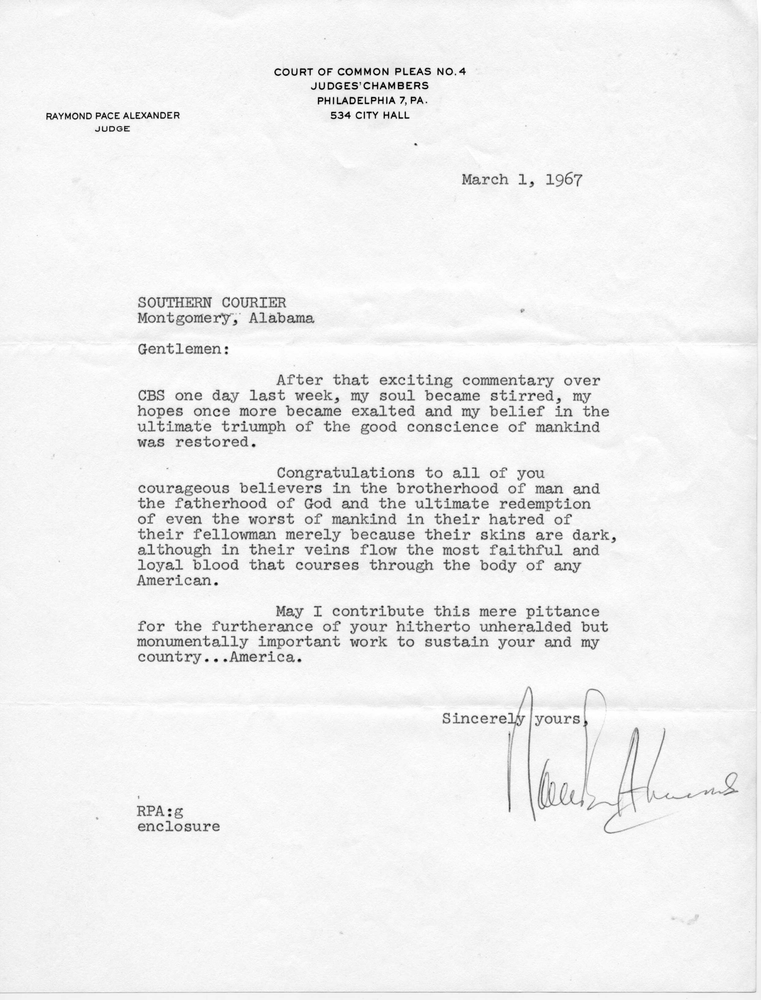 COURT OF COMMON PLEAS NO. 4
JUDGES' CHAMBERS
PHILADELPHIA 7, PA.
534 CITY HALL
RAYMOND PACE ALEXANDER
JUDGE
March 1, 1967
SOUTHERN COURIER
Montgomery, Alabama
Gentlemen:
After that exciting commentary over
CBS one day last week, my soul became stirred, my
hopes once more became exalted and my belief in the
ultimate triumph of the good conscience of mankind
was restored.
Congratulations to all of you
courageous believers in the brotherhood of man and
the fatherhood of God and the ultimate redemption
of even the worst of mankind in their hatred of
their fellowman merely because their skins are dark,
although in their veins flow the most faithful and
loyal blood that courses through the body of any
American.
May I contribute this mere pittance
for the furtherance of your hitherto unheralded but
monumentally important work to sustain your and my
country...America.
Sincerely yours,
RPA:g
enclosure